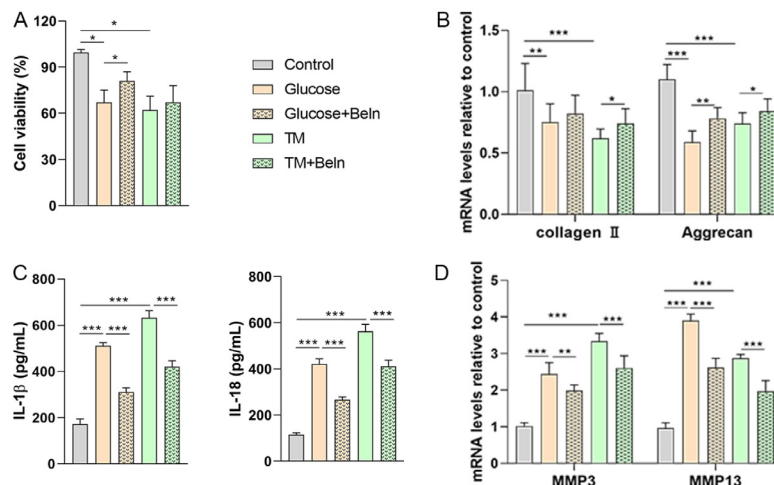 A
Cell viability (%)
120
90
60
30
0
*
*
*
Control
Glucose
Glucose+Beln
TM
TM+Beln
B
mRNA levels relative to control
1.5
1.0
0.5
0.0
***
**
*
***
***
**
*
collagen Ⅱ
Aggrecan
C
IL-1β (pg/mL)
800
600
400
200
0
***
***
***
***
IL-18 (pg/mL)
800
600
400
200
0
***
***
***
***
D
mRNA levels relative to control
5
4
3
2
1
0
***
***
***
**
***
***
***
***
MMP3
MMP13